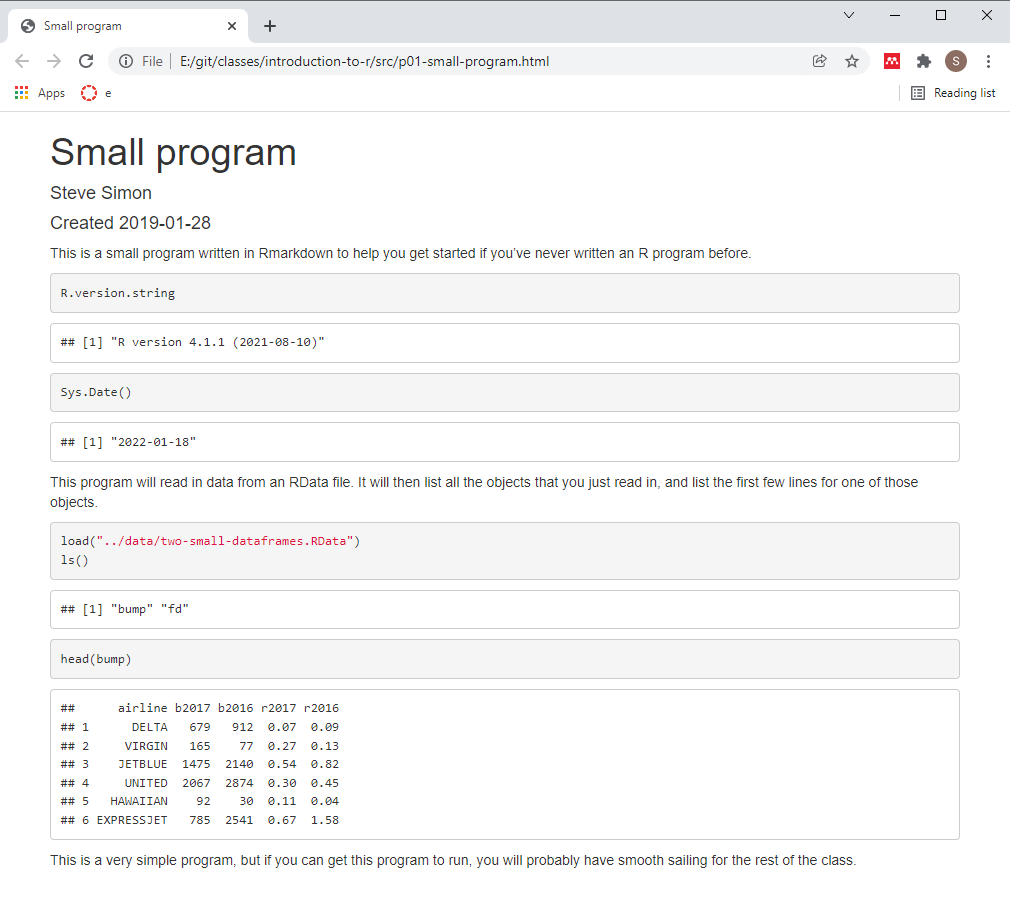 Small program
File E:/git/classes/introduction-to-r/src/p01-small-program.html
S
Apps e Reading list
Small program
Steve Simon
Created 2019-01-28
This is a small program written in Rmarkdown to help you get started if you’ve never written an R program before.
R.version.string
## [1] "R version 4.1.1 (2021-08-10)"
Sys.Date()
## [1] "2022-01-18"
This program will read in data from an RData file. It will then list all the objects that you just read in, and list the first few lines for one of those
objects.
load("../data/two-small-dataframes.RData")
ls()
## [1] "bump" "fd"
head(bump)
##      airline b2017 b2016 r2017 r2016
## 1      DELTA   679   912  0.07  0.09
## 2     VIRGIN   165    77  0.27  0.13
## 3    JETBLUE  1475  2140  0.54  0.82
## 4     UNITED  2067  2874  0.30  0.45
## 5   HAWAIIAN    92    30  0.11  0.04
## 6 EXPRESSJET   785  2541  0.67  1.58
This is a very simple program, but if you can get this program to run, you will probably have smooth sailing for the rest of the class.